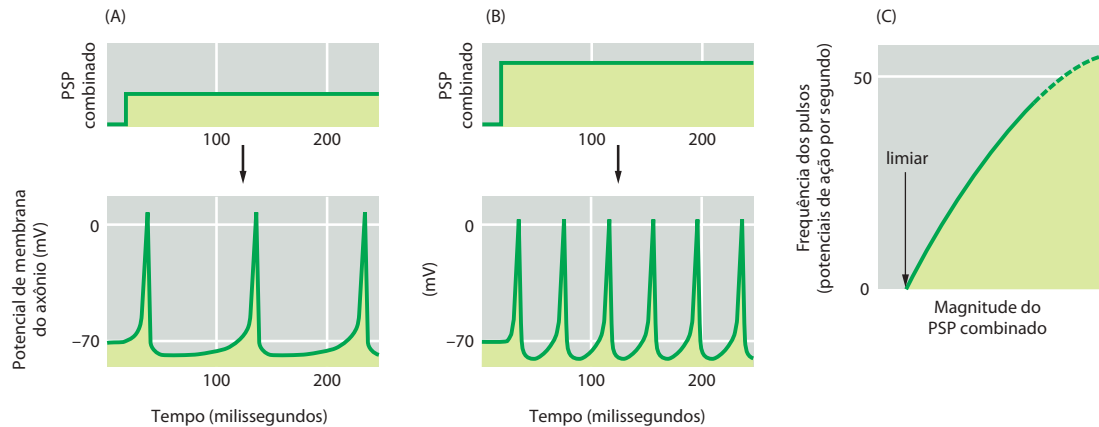 (A)
PSP
combinado
100
200
Potencial de membrana
do axônio (mV)
0
–70
100
200
Tempo (milissegundos)
(B)
PSP
combinado
100
200
(mV)
0
–70
100
200
Tempo (milissegundos)
(C)
Frequência dos pulsos
(potenciais de ação por segundo)
50
limiar
0
Magnitude do
PSP combinado